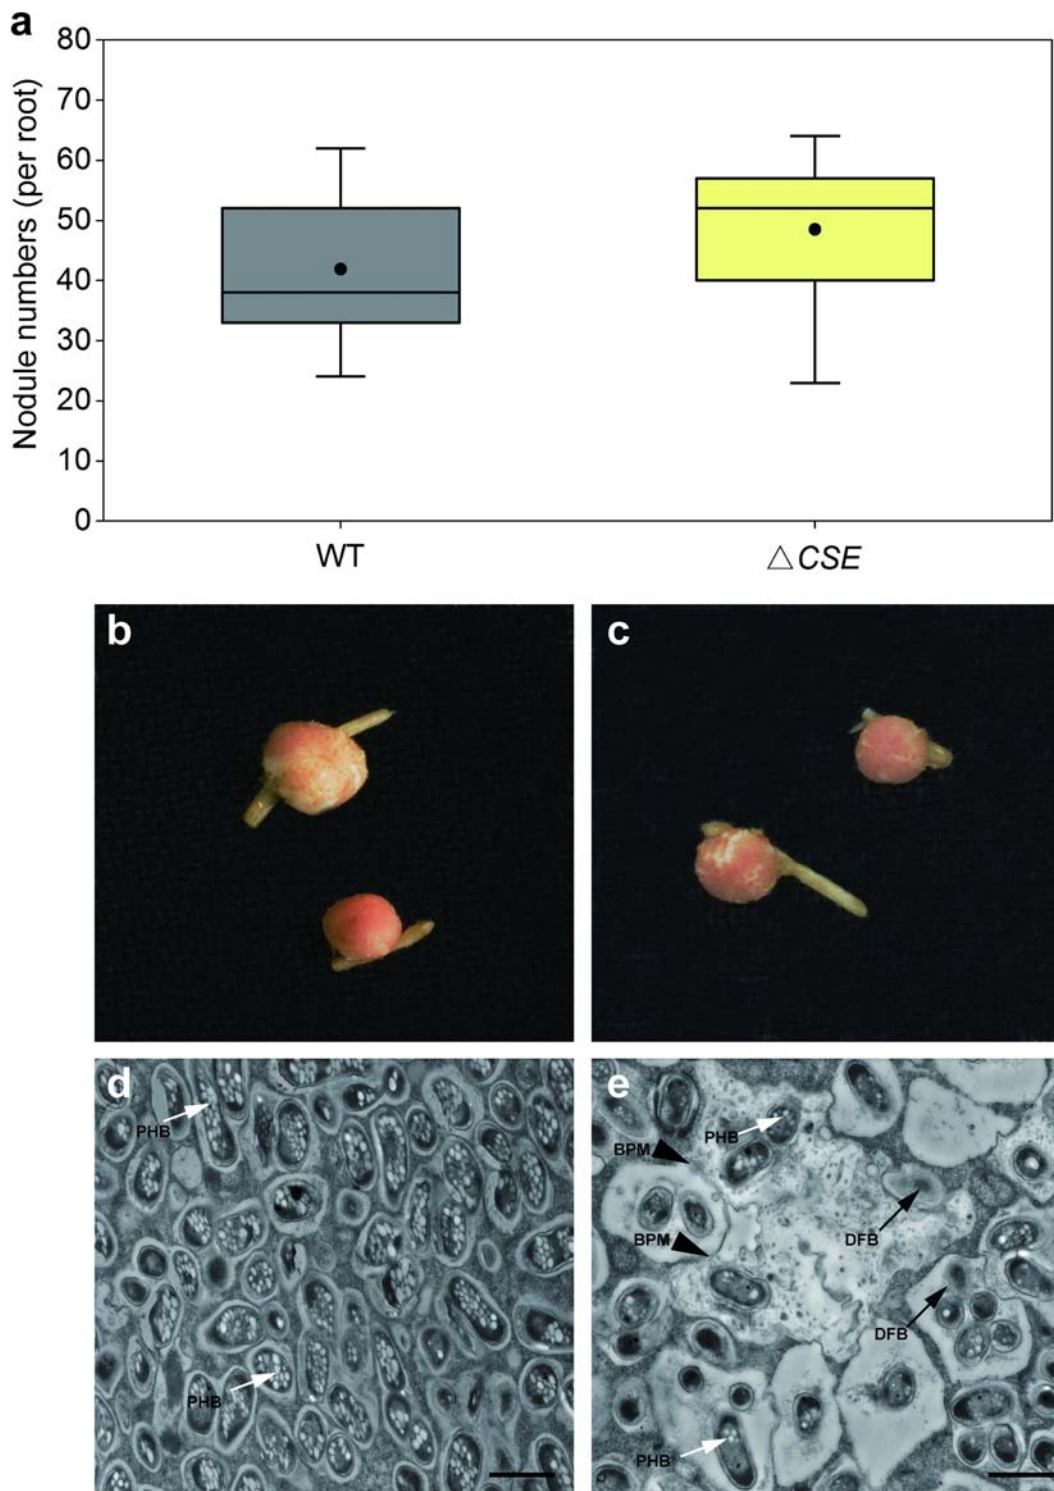 a
Nodule numbers (per root)
80
70
60
50
40
30
20
10
0
WT
△CSE
b
c
d
PHB
PHB
e
PHB
BPM
BPM
DFB
DFB
PHB